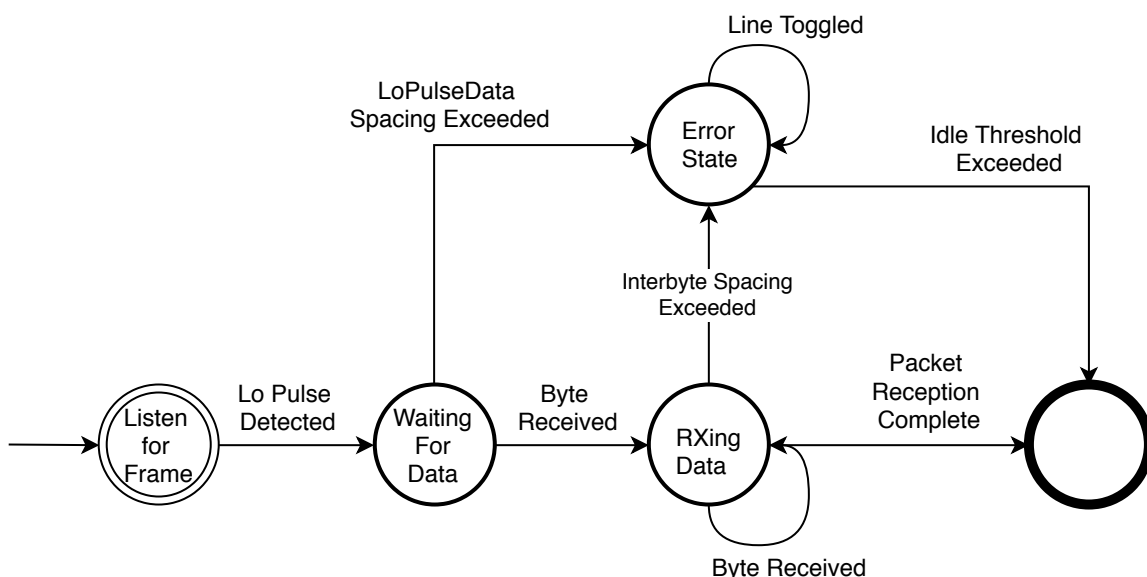 Line Toggled
LoPulseData
Spacing Exceeded
Error
State
Idle Threshold
Exceeded
Interbyte Spacing
Exceeded
Lo Pulse
Detected
Byte
Received
Packet
Reception
Complete
Listen
for
Frame
Waiting
For
Data
RXing
Data
Byte Received